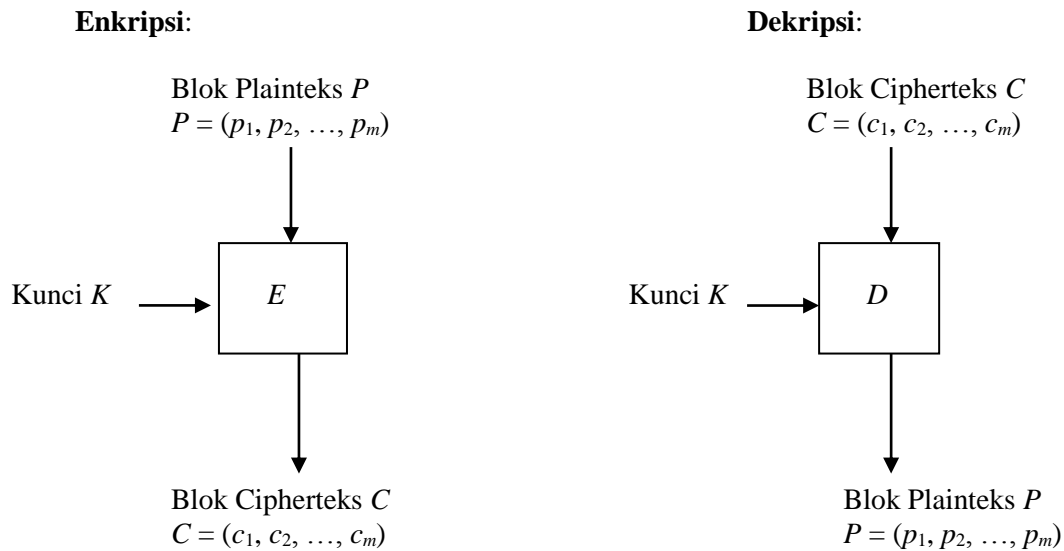 Enkripsi:
Blok Plainteks P
P = (p₁, p₂, …, pₘ)
Kunci K
E
Blok Cipherteks C
C = (c₁, c₂, …, cₘ)
Dekripsi:
Blok Cipherteks C
C = (c₁, c₂, …, cₘ)
Kunci K
D
Blok Plainteks P
P = (p₁, p₂, …, pₘ)